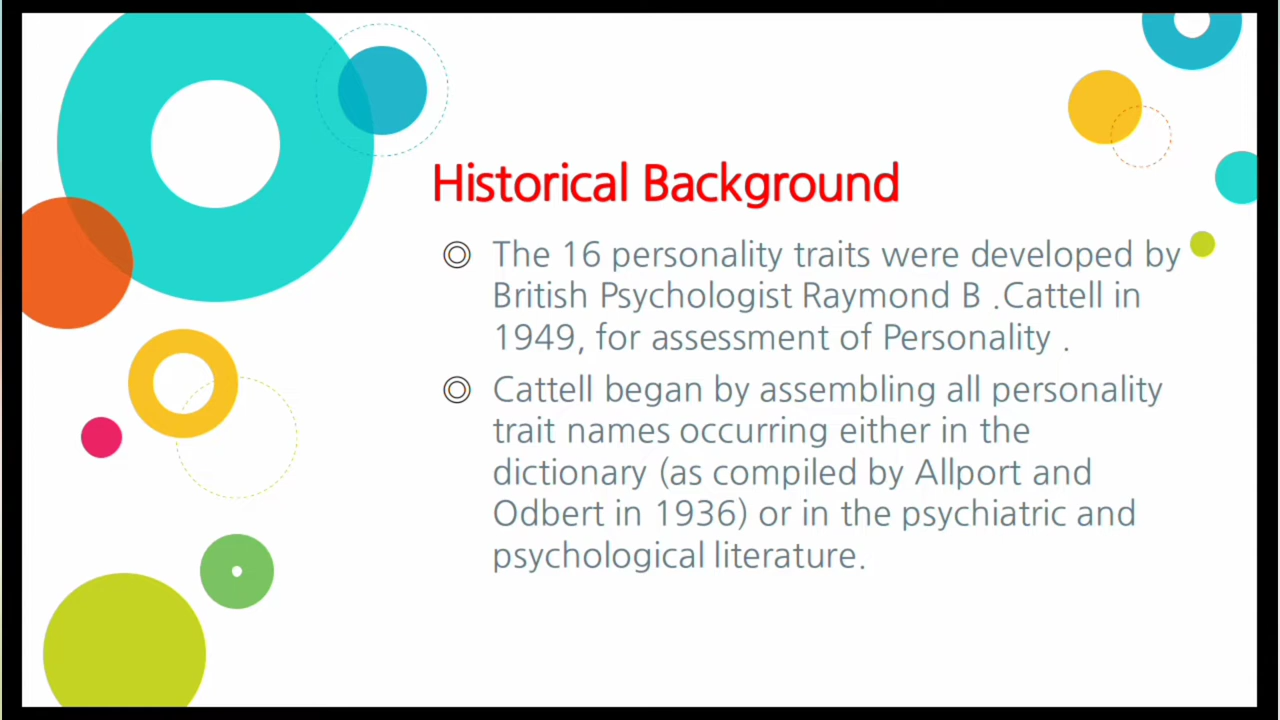 Historical Background
◎ The 16 personality traits were developed by
British Psychologist Raymond B .Cattell in
1949, for assessment of Personality .
◎ Cattell began by assembling all personality
trait names occurring either in the
dictionary (as compiled by Allport and
Odbert in 1936) or in the psychiatric and
psychological literature.